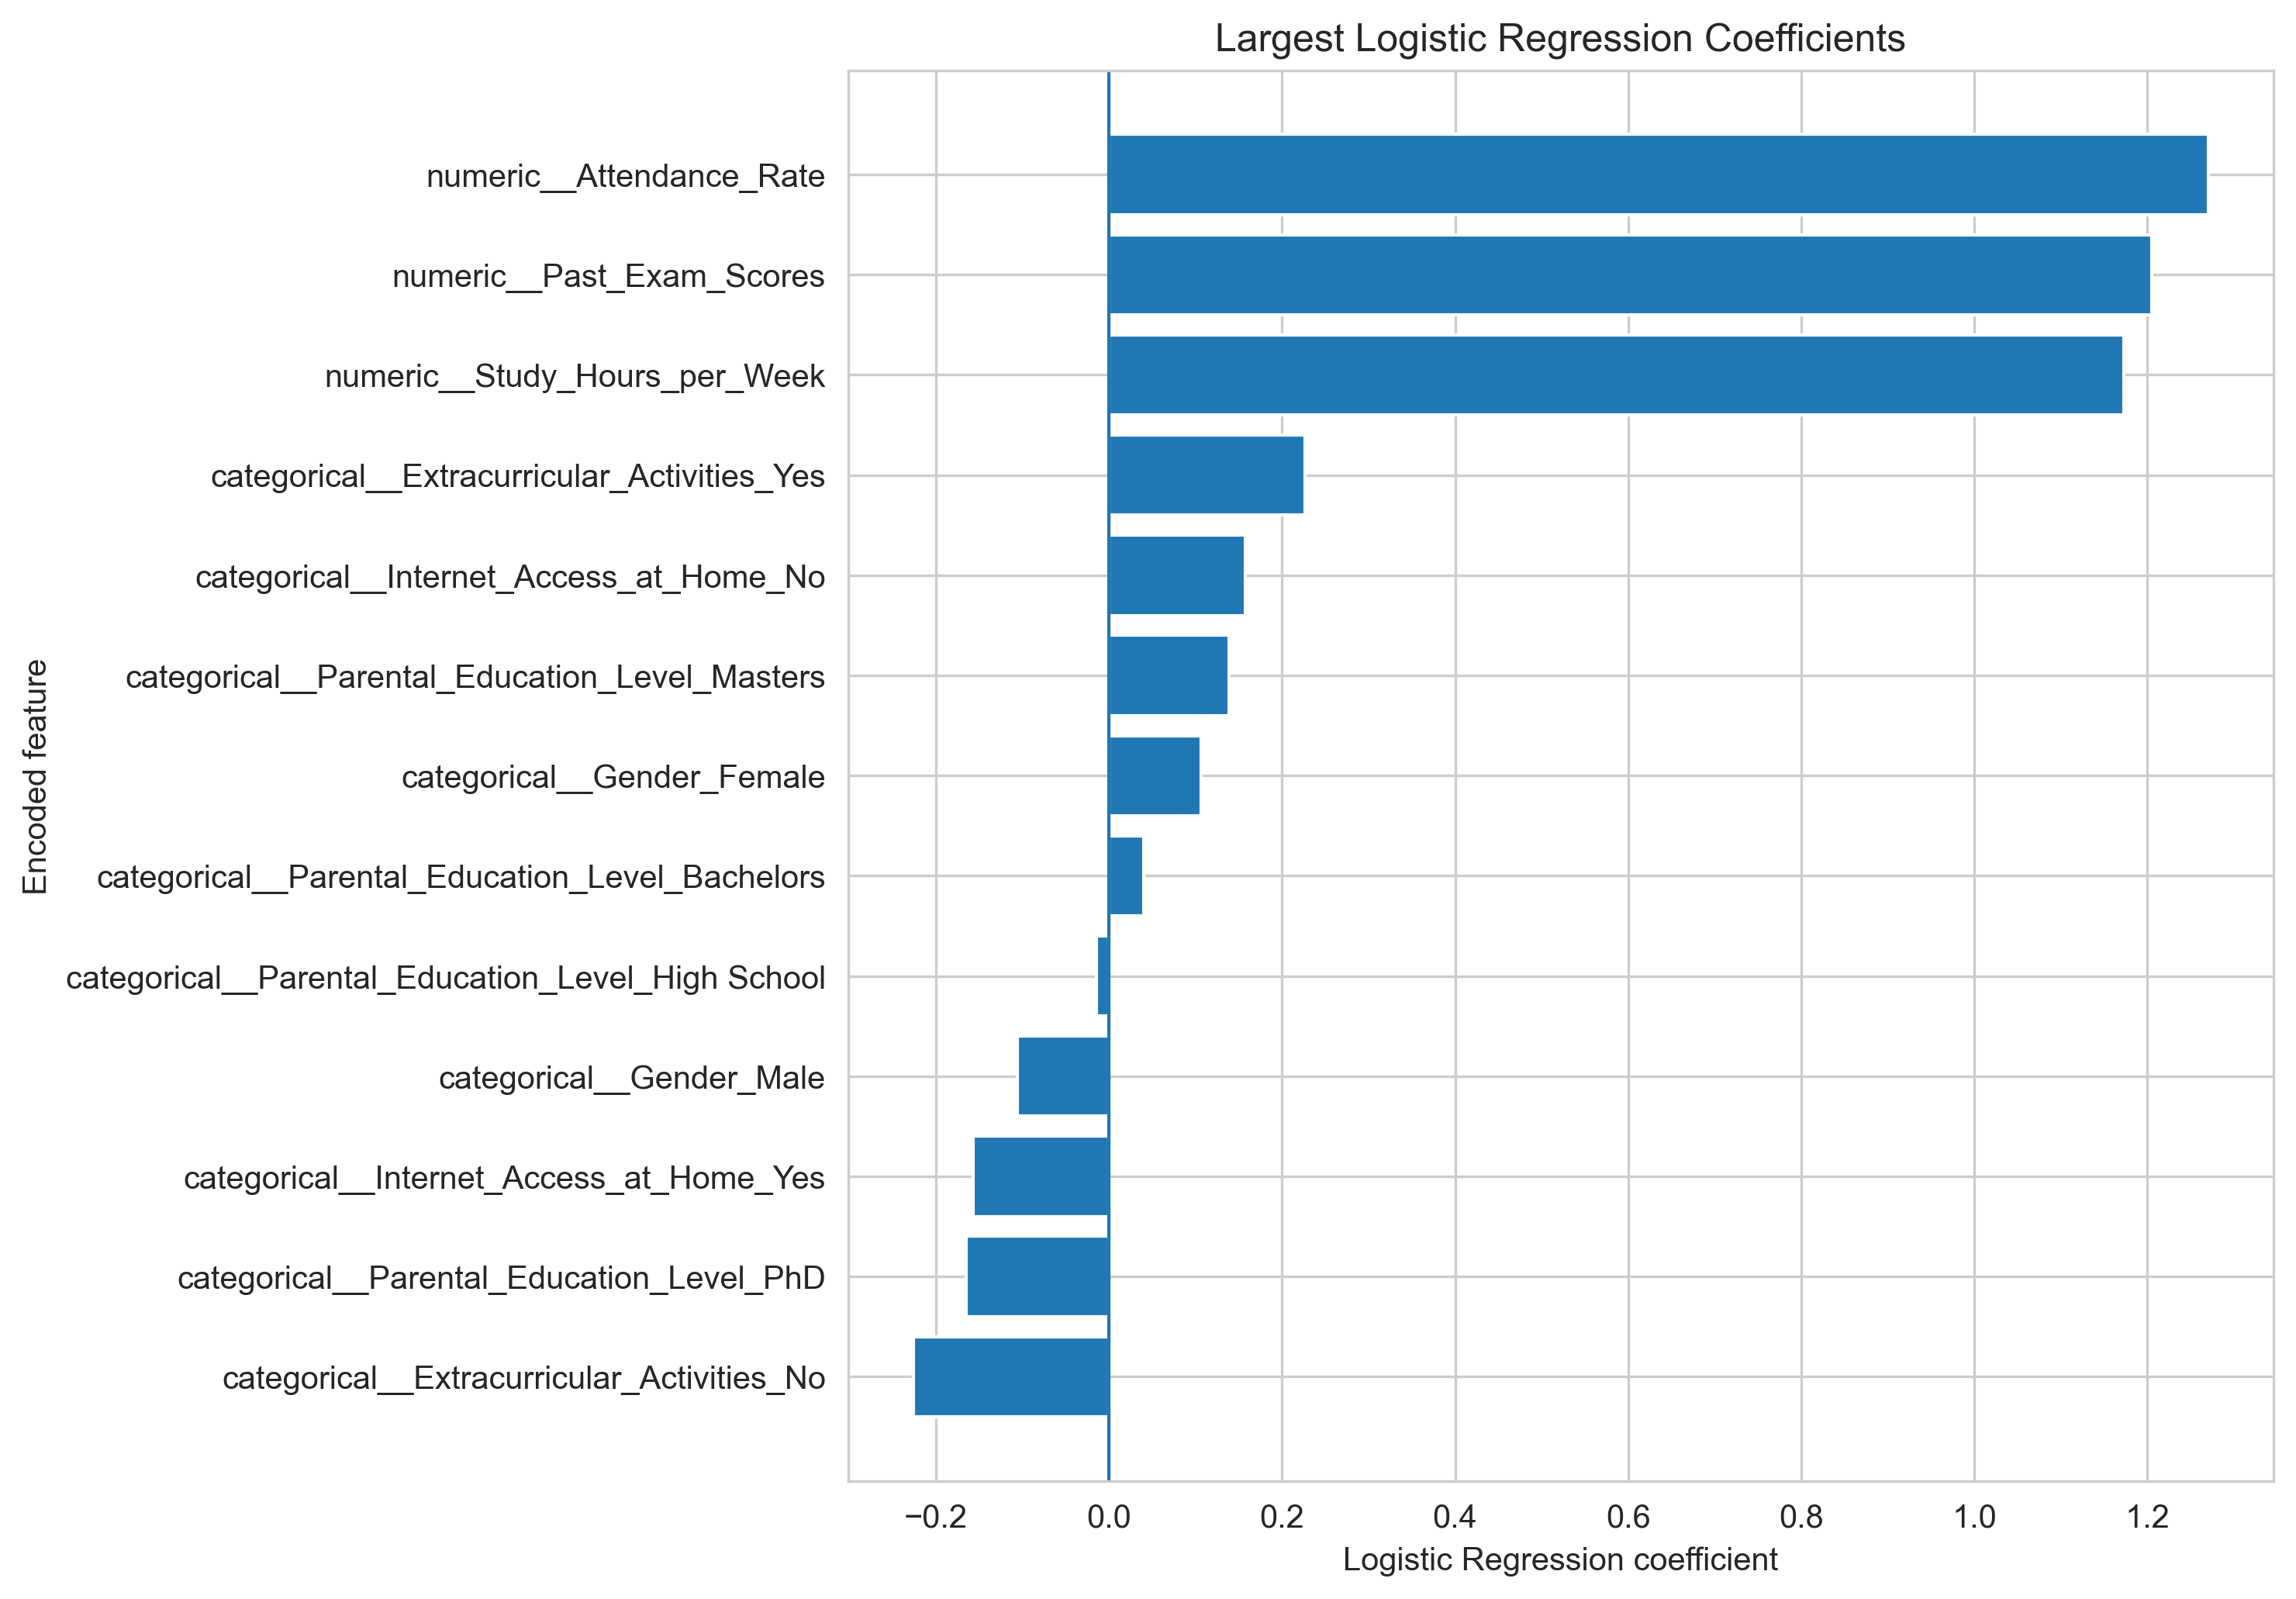 Largest Logistic Regression Coefficients
numeric__Attendance_Rate
numeric__Past_Exam_Scores
numeric__Study_Hours_per_Week
categorical__Extracurricular_Activities_Yes
categorical__Internet_Access_at_Home_No
categorical__Parental_Education_Level_Masters
categorical__Gender_Female
categorical__Parental_Education_Level_Bachelors
categorical__Parental_Education_Level_High School
categorical__Gender_Male
categorical__Internet_Access_at_Home_Yes
categorical__Parental_Education_Level_PhD
categorical__Extracurricular_Activities_No
Encoded feature
−0.2 0.0 0.2 0.4 0.6 0.8 1.0 1.2
Logistic Regression coefficient